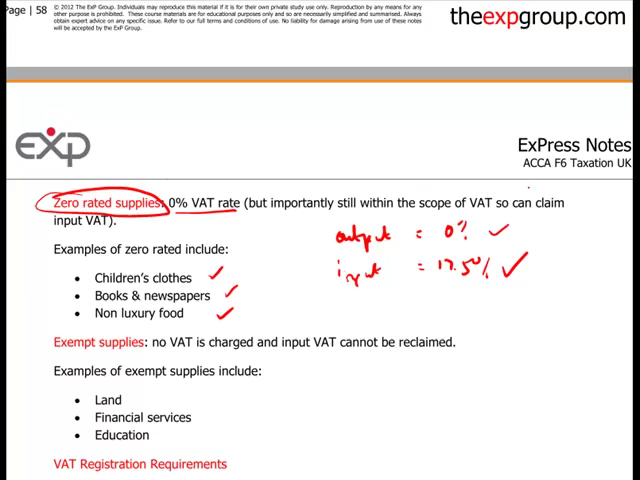 Page | 58
© 2012 The ExP Group. Individuals may reproduce this material if it is for their own private study use only. Reproduction by any means for any
other purpose is prohibited. These course materials are for educational purposes only and so are necessarily simplified and summarised. Always
obtain expert advice on any specific issue. Refer to our full terms and conditions of use. No liability for damage arising from use of these notes
will be accepted by the ExP Group.
theexpgroup.com
exp
ExPress Notes
ACCA F6 Taxation UK
Zero rated supplies: 0% VAT rate (but importantly still within the scope of VAT so can claim
input VAT).
output = 0%
Examples of zero rated include:
input = 17.5%
• Children's clothes
• Books & newspapers
• Non luxury food
Exempt supplies: no VAT is charged and input VAT cannot be reclaimed.
Examples of exempt supplies include:
• Land
• Financial services
• Education
VAT Registration Requirements